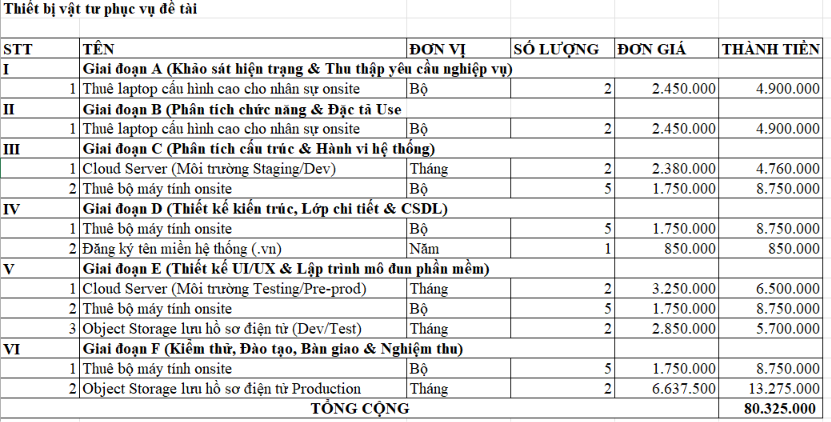 Thiết bị vật tư phục vụ đề tài
STT TÊN ĐƠN VỊ SỐ LƯỢNG ĐƠN GIÁ THÀNH TIỀN
I Giai đoạn A (Khảo sát hiện trạng & Thu thập yêu cầu nghiệp vụ)
1 Thuê laptop cấu hình cao cho nhân sự onsite Bộ 2 2.450.000 4.900.000
II Giai đoạn B (Phân tích chức năng & Đặc tả Use
1 Thuê laptop cấu hình cao cho nhân sự onsite Bộ 2 2.450.000 4.900.000
III Giai đoạn C (Phân tích cấu trúc & Hành vi hệ thống)
1 Cloud Server (Môi trường Staging/Dev) Tháng 2 2.380.000 4.760.000
2 Thuê bộ máy tính onsite Bộ 5 1.750.000 8.750.000
IV Giai đoạn D (Thiết kế kiến trúc, Lớp chi tiết & CSDL)
1 Thuê bộ máy tính onsite Bộ 5 1.750.000 8.750.000
2 Đăng ký tên miền hệ thống (.vn) Năm 1 850.000 850.000
V Giai đoạn E (Thiết kế UI/UX & Lập trình mô đun phần mềm)
1 Cloud Server (Môi trường Testing/Pre-prod) Tháng 2 3.250.000 6.500.000
2 Thuê bộ máy tính onsite Bộ 5 1.750.000 8.750.000
3 Object Storage lưu hồ sơ điện tử (Dev/Test) Tháng 2 2.850.000 5.700.000
VI Giai đoạn F (Kiểm thử, Đào tạo, Bàn giao & Nghiệm thu)
1 Thuê bộ máy tính onsite Bộ 5 1.750.000 8.750.000
2 Object Storage lưu hồ sơ điện tử Production Tháng 2 6.637.500 13.275.000
TỔNG CỘNG 80.325.000